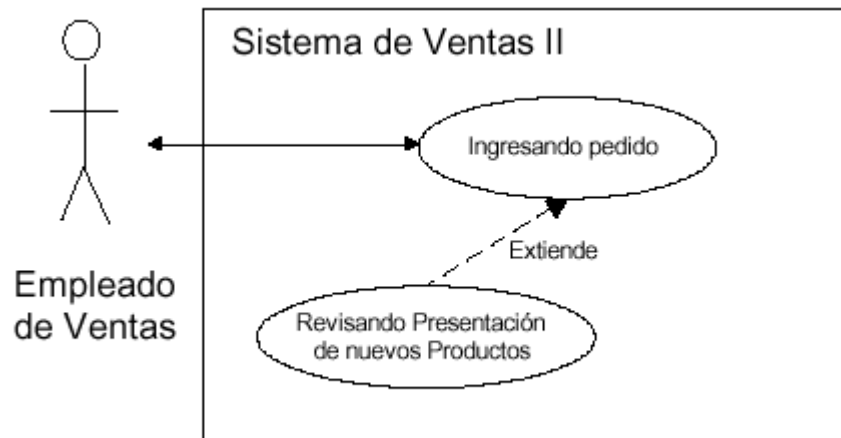 Sistema de Ventas II
Ingresando pedido
Extiende
Empleado
de Ventas
Revisando Presentación
de nuevos Productos